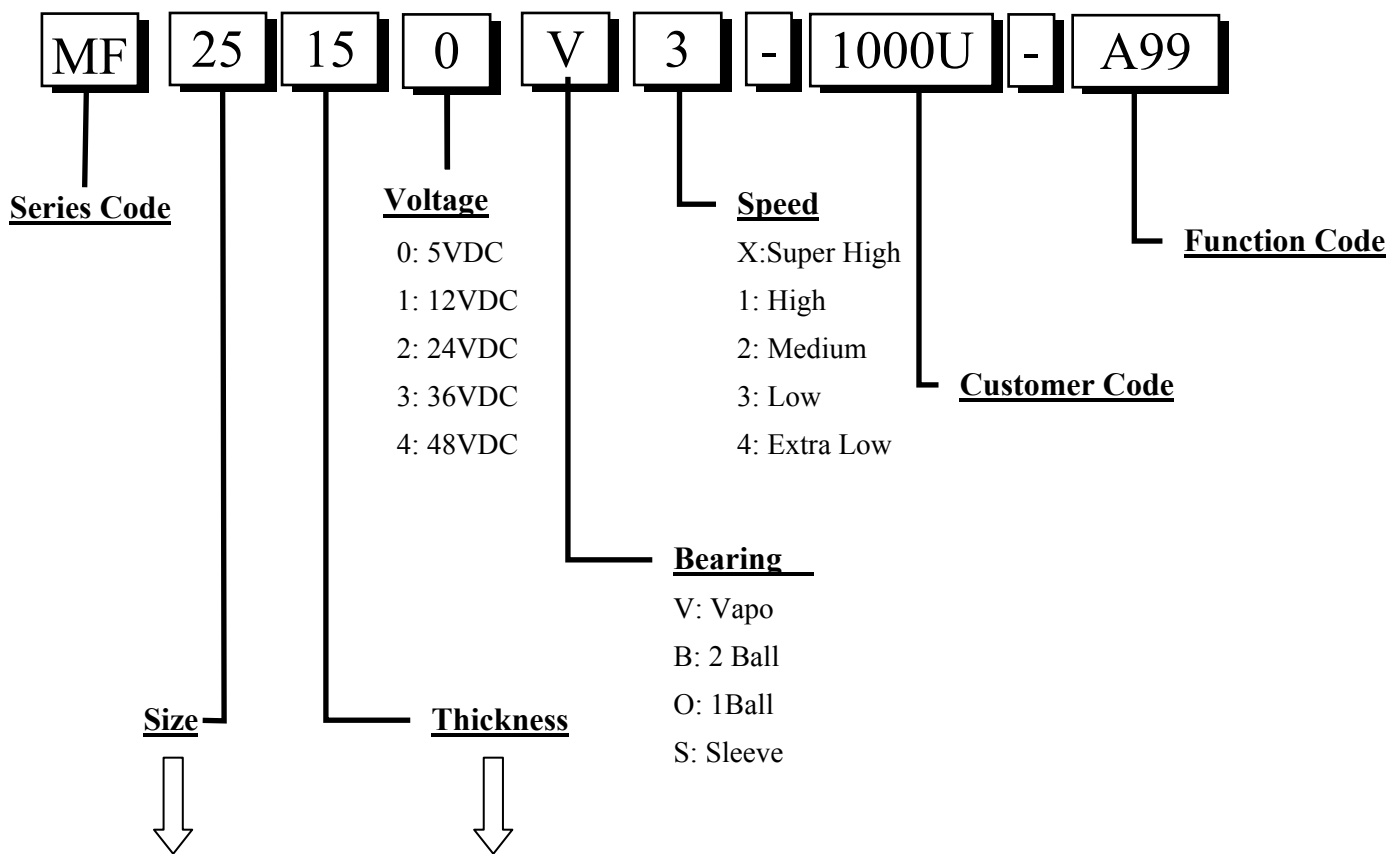 MF 25 15 0 V 3 - 1000U - A99
Series Code
Voltage
0: 5VDC
1: 12VDC
2: 24VDC
3: 36VDC
4: 48VDC
Speed
X:Super High
1: High
2: Medium
3: Low
4: Extra Low
Function Code
Customer Code
Bearing
V: Vapo
B: 2 Ball
O: 1Ball
S: Sleeve
Size
Thickness